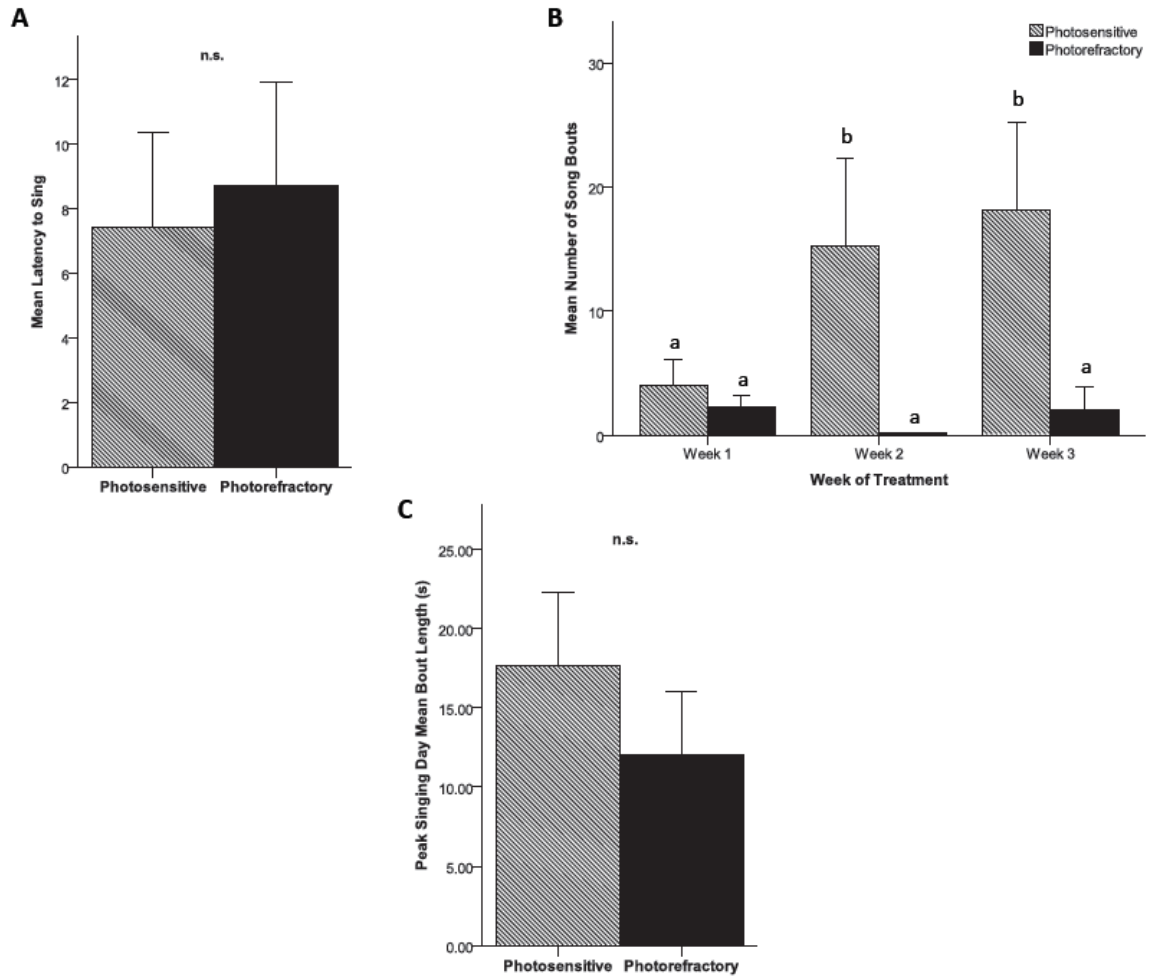 A
n.s.
Mean Latency to Sing
12
10
8
6
4
2
0
Photosensitive
Photorefractory
B
Photosensitive
Photorefractory
Mean Number of Song Bouts
30
20
10
0
a
a
b
a
b
a
Week 1
Week 2
Week 3
Week of Treatment
C
n.s.
Peak Singing Day Mean Bout Length (s)
25.00
20.00
15.00
10.00
5.00
0.00
Photosensitive
Photorefractory